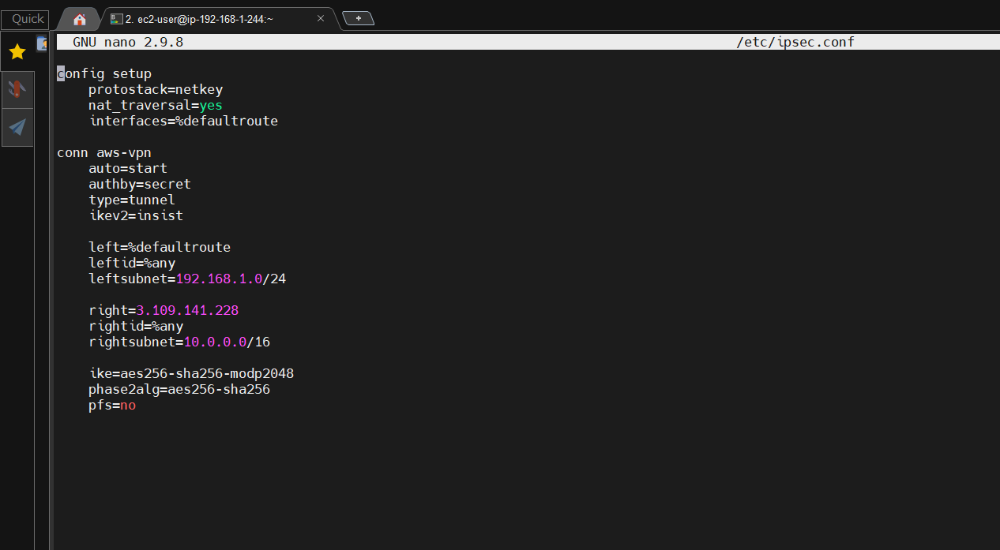 Quick
2. ec2-user@ip-192-168-1-244:~
GNU nano 2.9.8 /etc/ipsec.conf
config setup
protostack=netkey
nat_traversal=yes
interfaces=%defaultroute
conn aws-vpn
auto=start
authby=secret
type=tunnel
ikev2=insist
left=%defaultroute
leftid=%any
leftsubnet=192.168.1.0/24
right=3.109.141.228
rightid=%any
rightsubnet=10.0.0.0/16
ike=aes256-sha256-modp2048
phase2alg=aes256-sha256
pfs=no